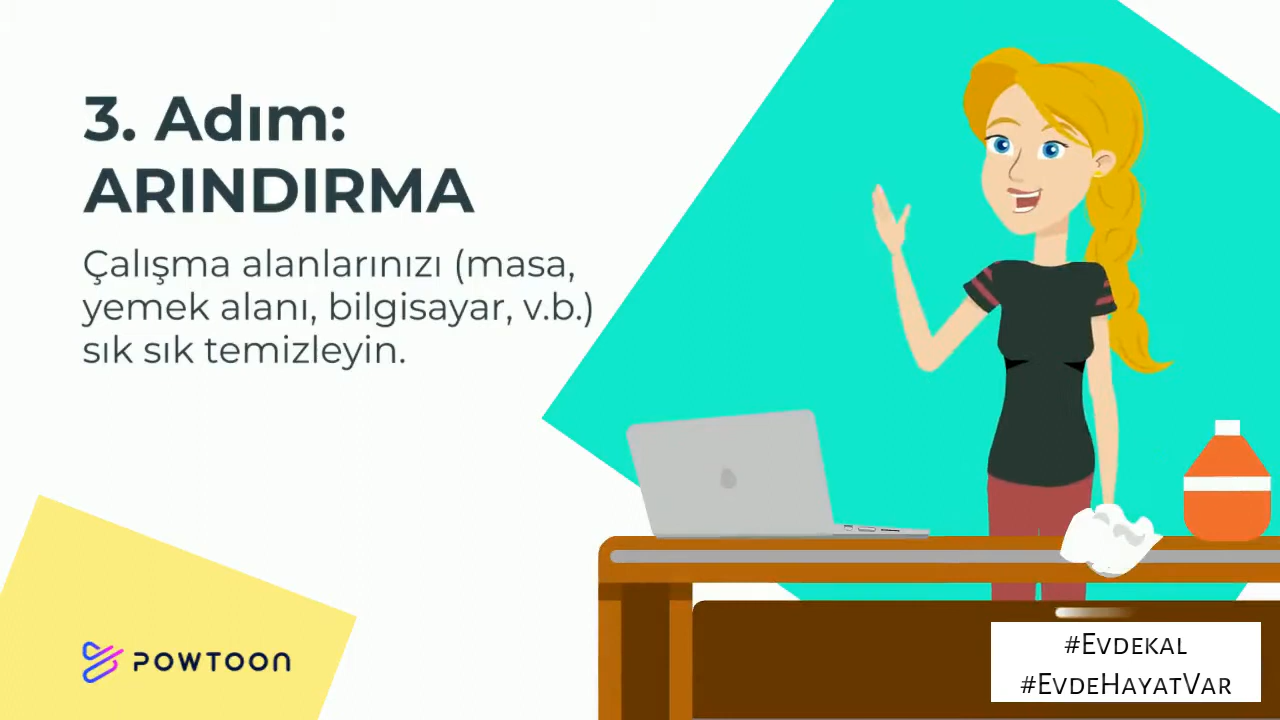 3. Adım:
ARINDIRMA
Çalışma alanlarınızı (masa,
yemek alanı, bilgisayar, v.b.)
sık sık temizleyin.
POWTOON
#EVDEKAL
#EVDEHAYATVAR